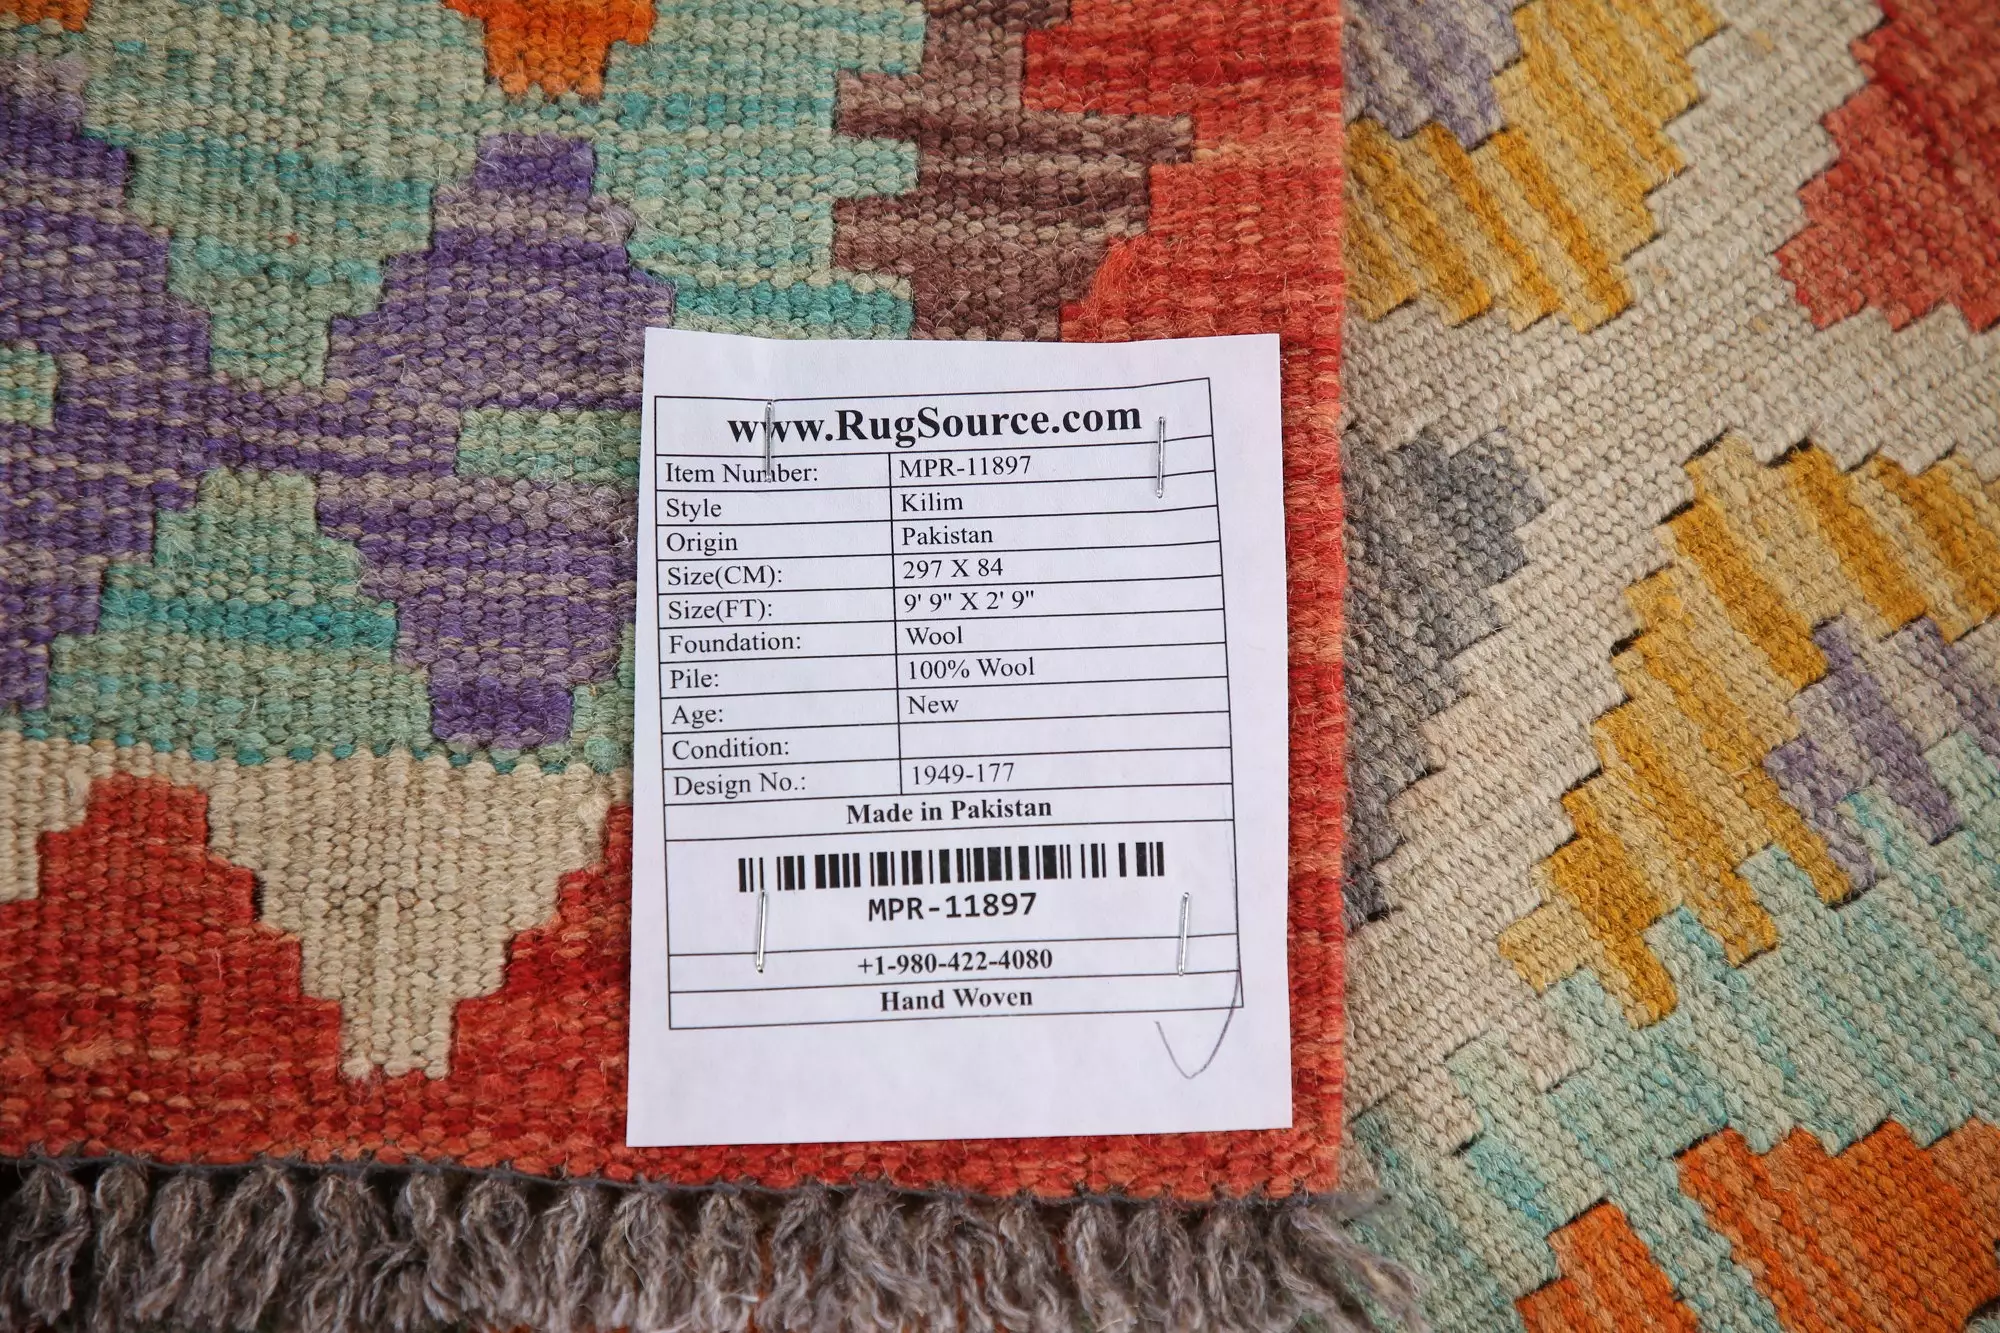 www.RugSource.com
Item Number: MPR-11897
Style Kilim
Origin Pakistan
Size(CM): 297 X 84
Size(FT): 9' 9" X 2' 9"
Foundation: Wool
Pile: 100% Wool
Age: New
Condition:
Design No.: 1949-177
Made in Pakistan
MPR-11897
+1-980-422-4080
Hand Woven